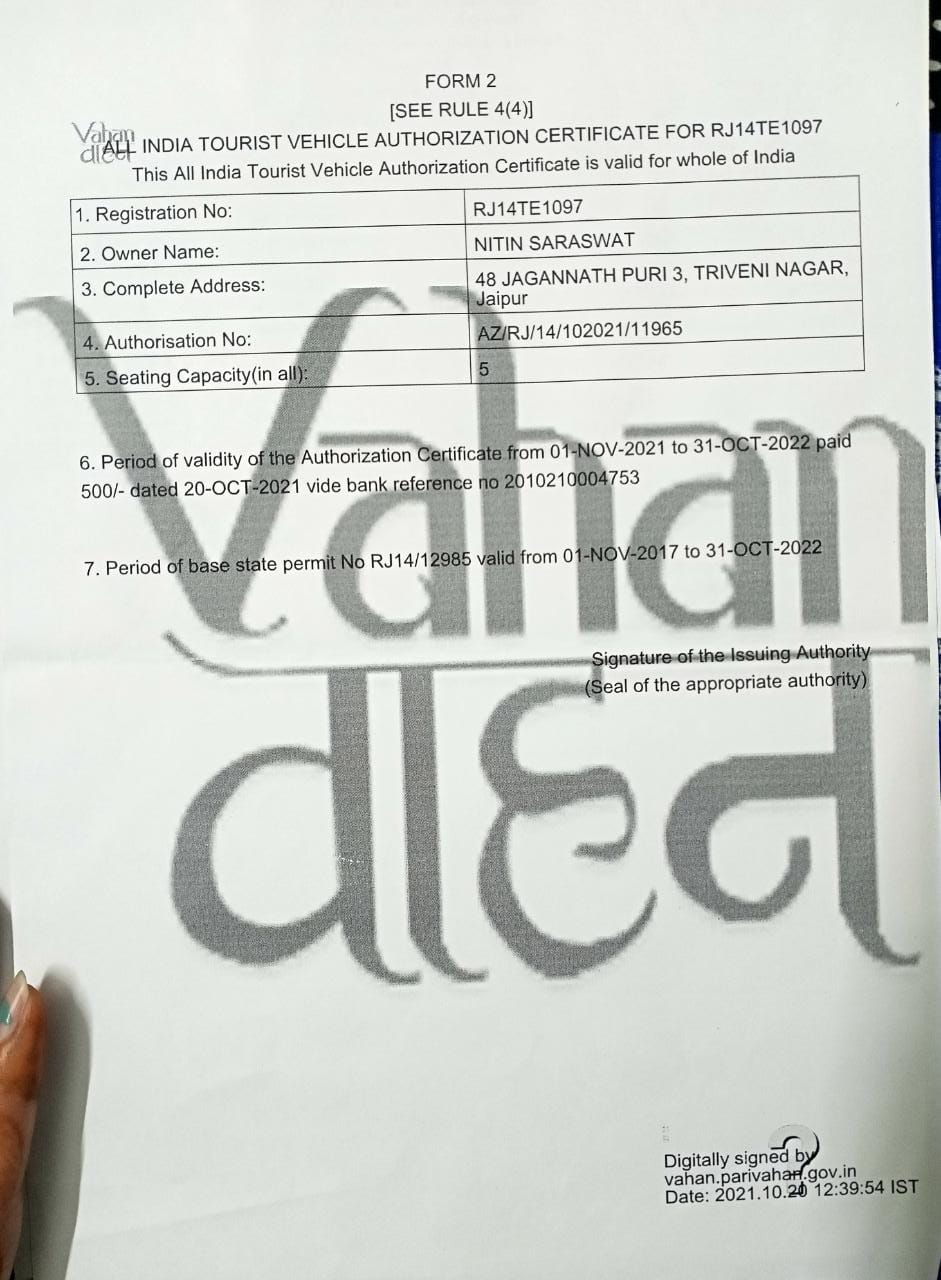 FORM 2
[SEE RULE 4(4)]
Vahan
ALL INDIA TOURIST VEHICLE AUTHORIZATION CERTIFICATE FOR RJ14TE1097
This All India Tourist Vehicle Authorization Certificate is valid for whole of India
1. Registration No: RJ14TE1097
2. Owner Name: NITIN SARASWAT
3. Complete Address: 48 JAGANNATH PURI 3, TRIVENI NAGAR,
Jaipur
4. Authorisation No: AZ/RJ/14/102021/11965
5. Seating Capacity(in all): 5
6. Period of validity of the Authorization Certificate from 01-NOV-2021 to 31-OCT-2022 paid
500/- dated 20-OCT-2021 vide bank reference no 2010210004753
7. Period of base state permit No RJ14/12985 valid from 01-NOV-2017 to 31-OCT-2022
Vahan
Signature of the Issuing Authority
(Seal of the appropriate authority)
वाहन
Digitally signed by
vahan.parivahan.gov.in
Date: 2021.10.20 12:39:54 IST